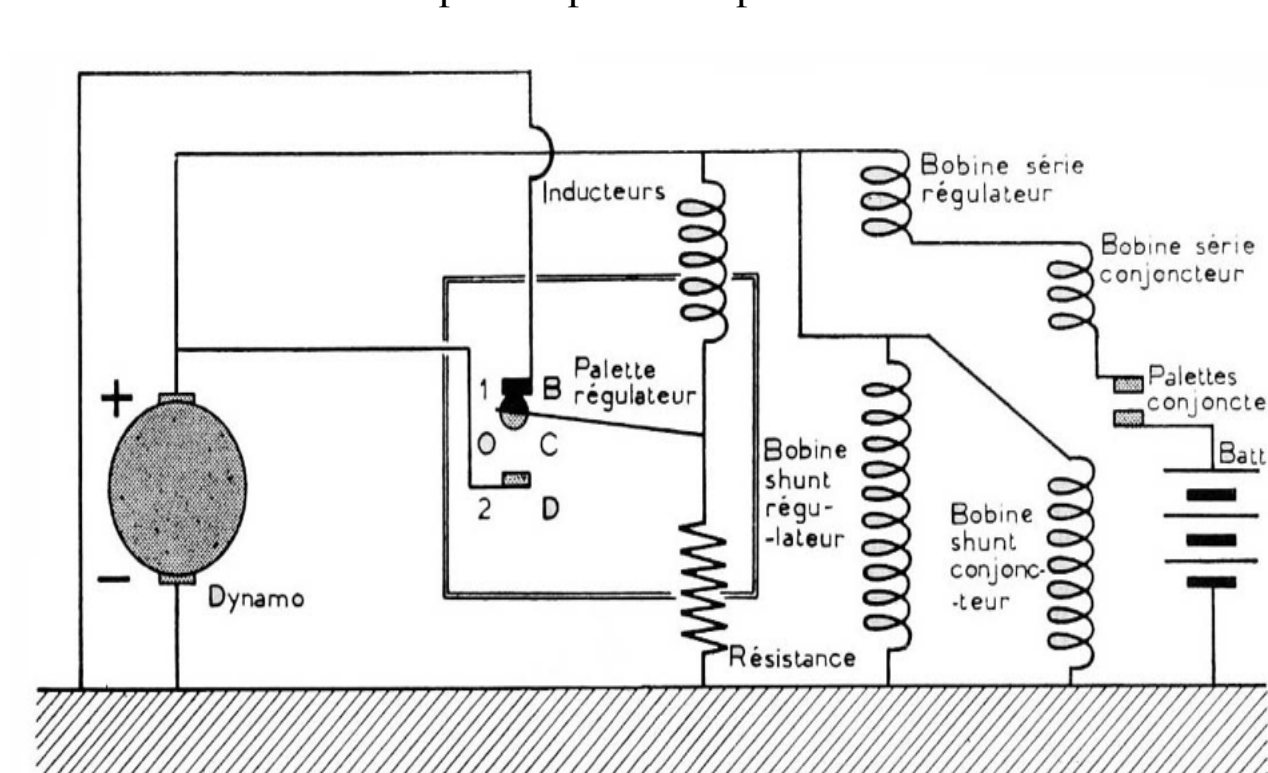 Inducteurs
Bobine série
régulateur
Bobine série
conjoncteur
+
1 B
Palette
régulateur
O C
2 D
Palettes
conjoncte
Batt
Bobine
shunt
régu-
-lateur
Bobine
shunt
conjonc-
-teur
–
Dynamo
Résistance